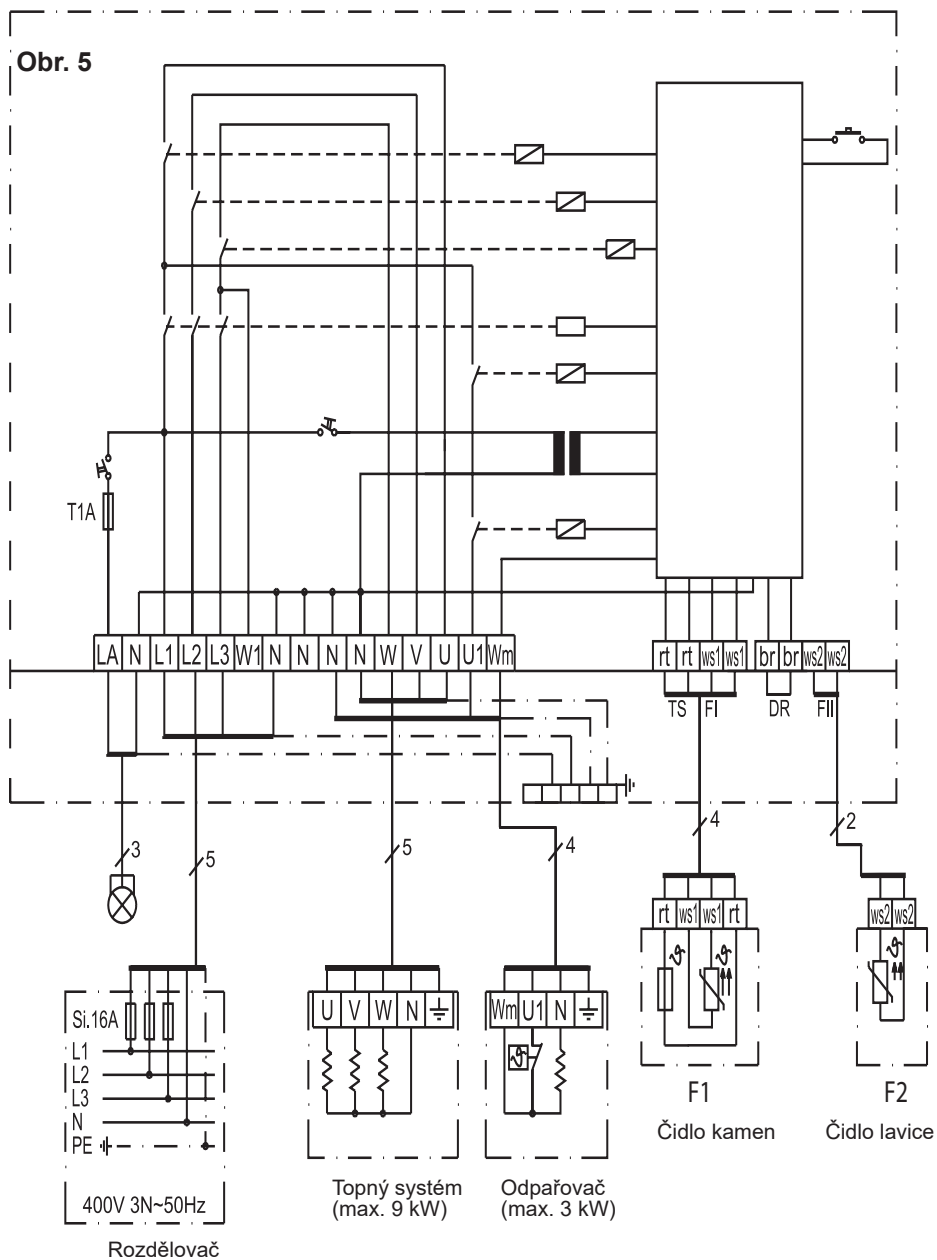 Obr. 5
T1A
LA N L1 L2 L3 W1 N N N N W V U U1 Wm
rt rt ws1 ws1 br br ws2 ws2
TS FI DR FII
3
5
5
4
4
2
rt ws1 ws1 rt
ws2 ws2
Si.16A
L1
L2
L3
N
PE
400V 3N~50Hz
Rozdělovač
U V W N
Topný systém
(max. 9 kW)
Wm U1 N
Odpařovač
(max. 3 kW)
F1
Čidlo kamen
F2
Čidlo lavice